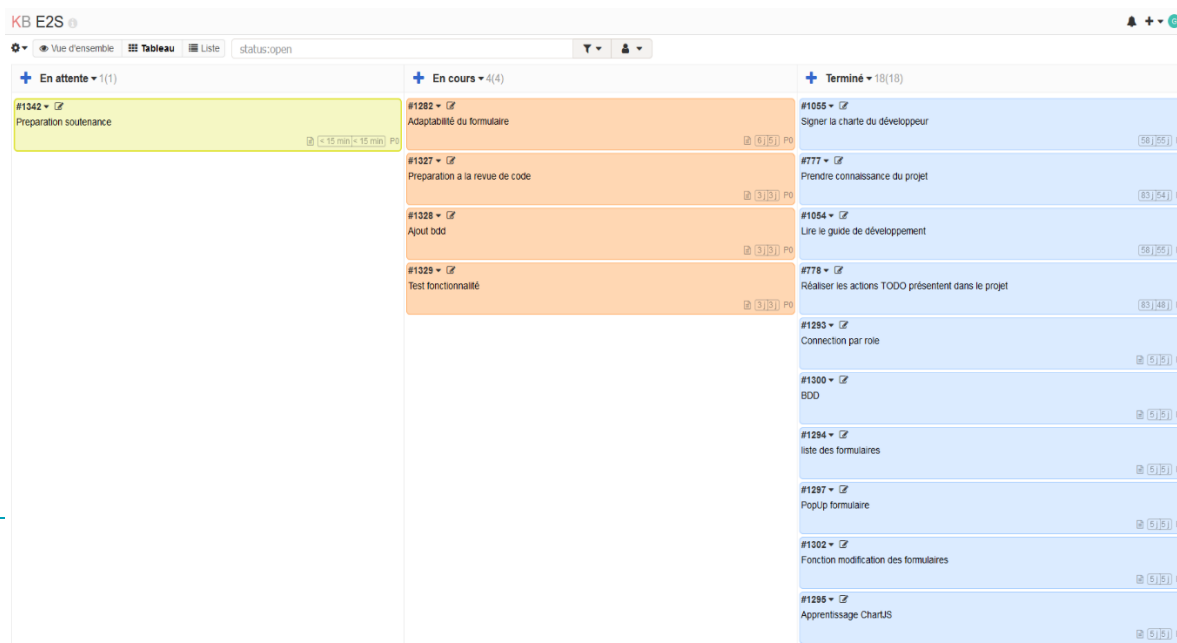 KB E2S
Vue d'ensemble Tableau Liste status:open
En attente 1(1)
#1342
Preparation soutenance
< 15 min < 15 min P0
En cours 4(4)
#1282
Adaptabilité du formulaire
6 j 5 j P0
#1327
Preparation a la revue de code
3 j 3 j P0
#1328
Ajout bdd
3 j 3 j P0
#1329
Test fonctionnalité
3 j 3 j P0
Terminé 18(18)
#1055
Signer la charte du développeur
58 j 55 j
#777
Prendre connaissance du projet
83 j 54 j
#1054
Lire le guide de développement
58 j 55 j
#778
Réaliser les actions TODO présentent dans le projet
83 j 48 j
#1293
Connection par role
5 j 5 j
#1300
BDD
5 j 5 j
#1294
liste des formulaires
5 j 5 j
#1297
PopUp formulaire
5 j 5 j
#1302
Fonction modification des formulaires
5 j 5 j
#1295
Apprentissage ChartJS
5 j 5 j